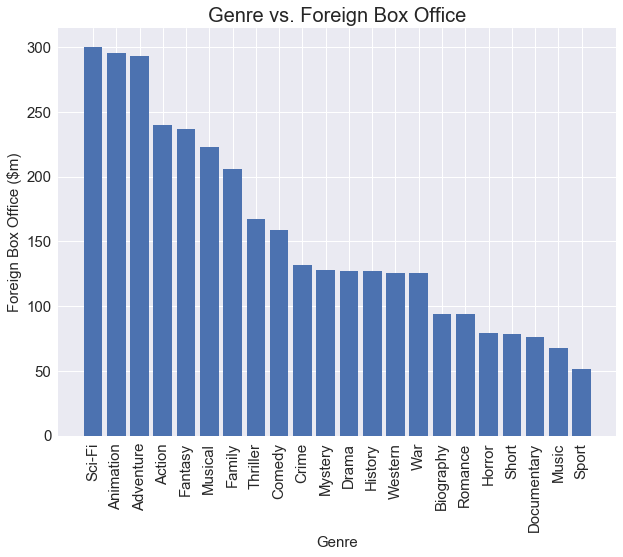 Genre vs. Foreign Box Office
Foreign Box Office ($m)
300
250
200
150
100
50
0
Sci-Fi
Animation
Adventure
Action
Fantasy
Musical
Family
Thriller
Comedy
Crime
Mystery
Drama
History
Western
War
Biography
Romance
Horror
Short
Documentary
Music
Sport
Genre